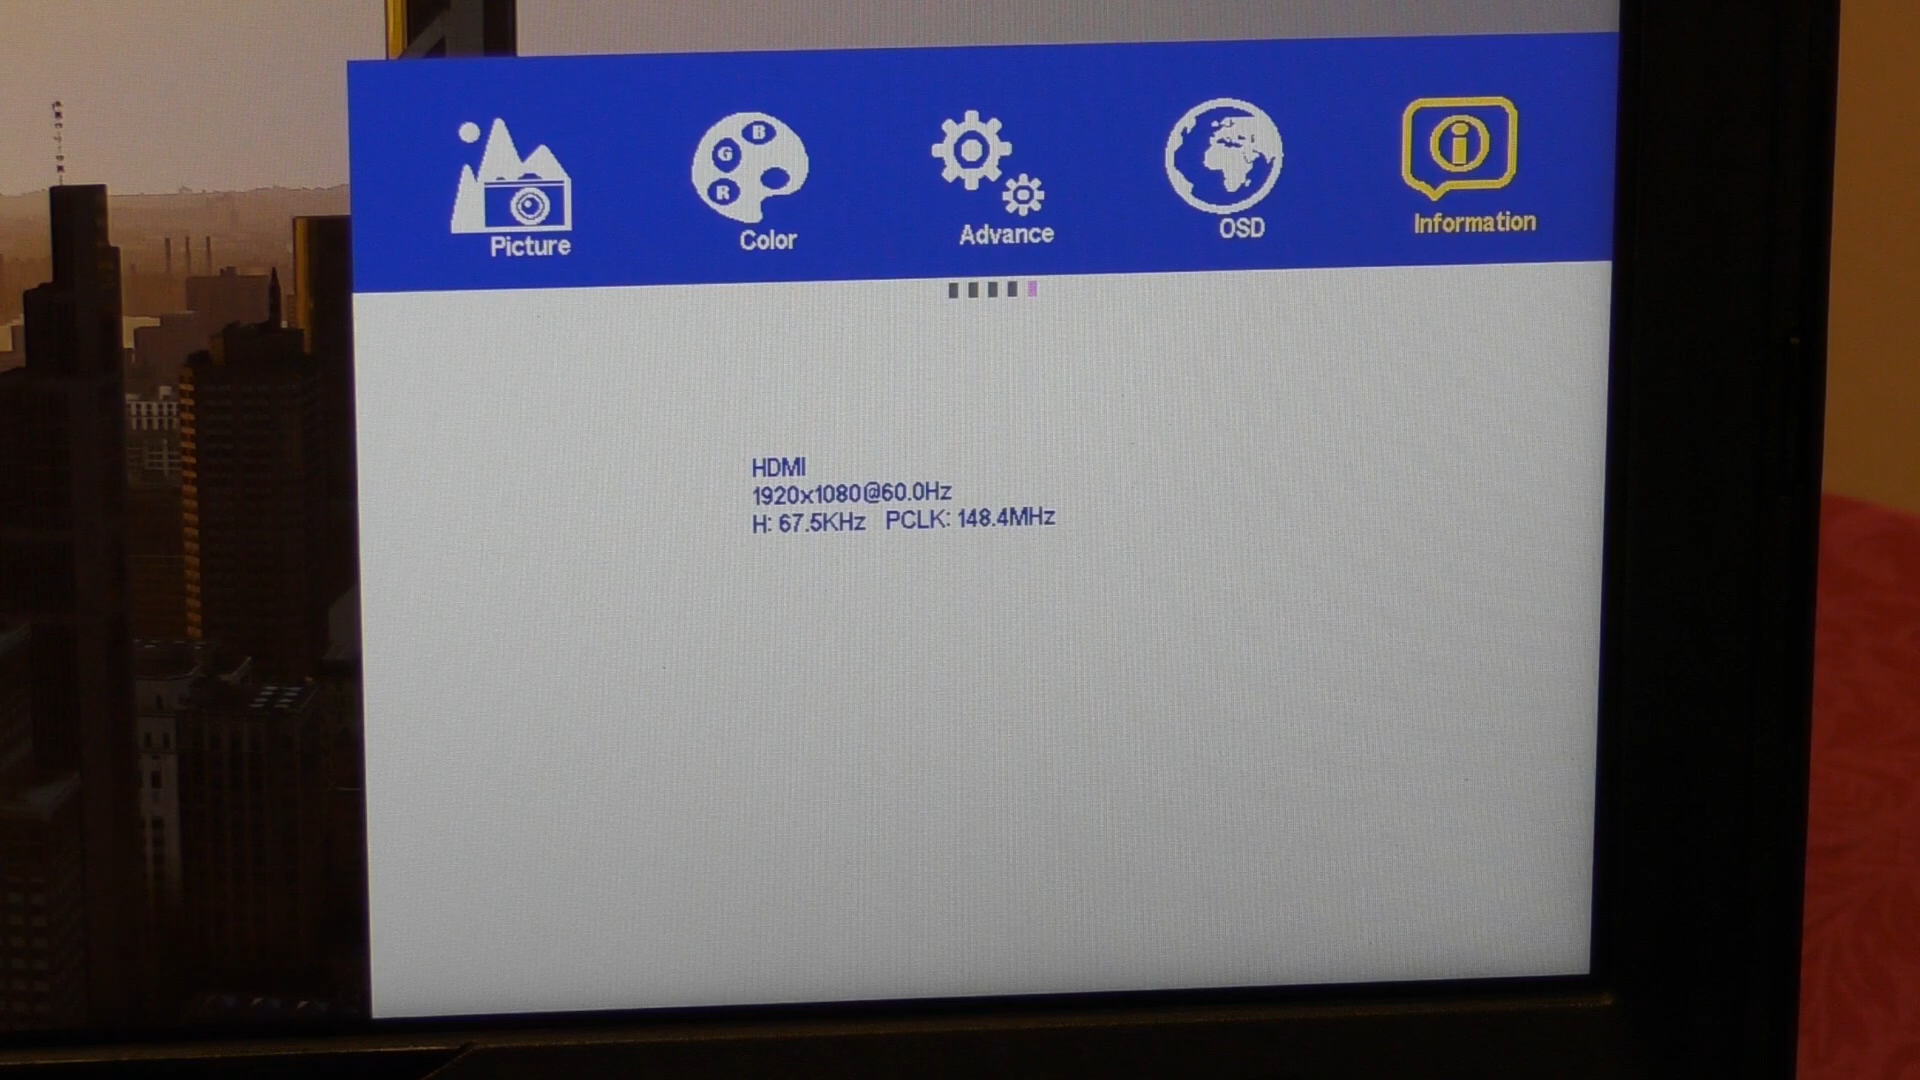 B
G
R
Picture
Color
Advance
OSD
Information
HDMI
1920x1080@60.0Hz
H: 67.5KHz PCLK: 148.4MHz